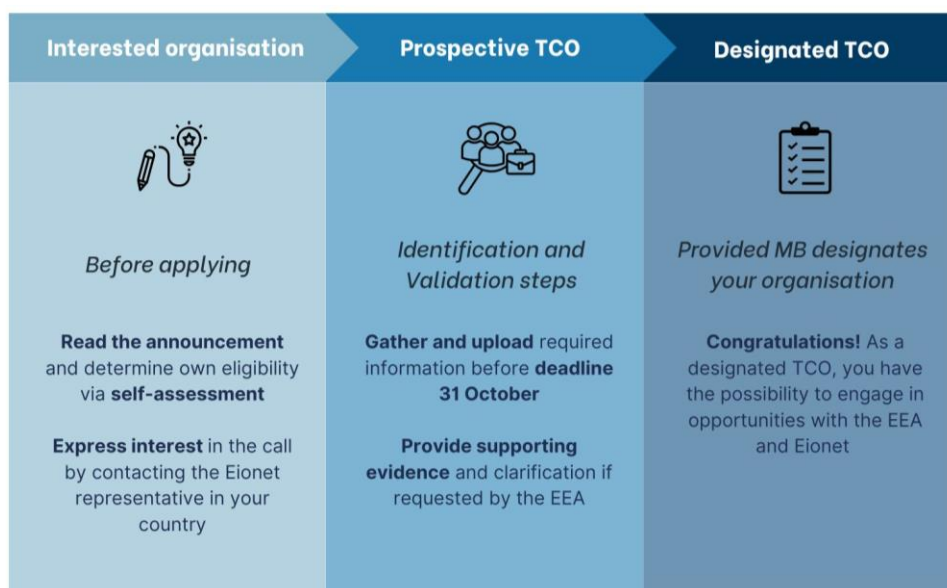 Interested organisation
Before applying
Read the announcement
and determine own eligibility
via self-assessment
Express interest in the call
by contacting the Eionet
representative in your
country
Prospective TCO
Identification and
Validation steps
Gather and upload required
information before deadline
31 October
Provide supporting
evidence and clarification if
requested by the EEA
Designated TCO
Provided MB designates
your organisation
Congratulations! As a
designated TCO, you have
the possibility to engage in
opportunities with the EEA
and Eionet